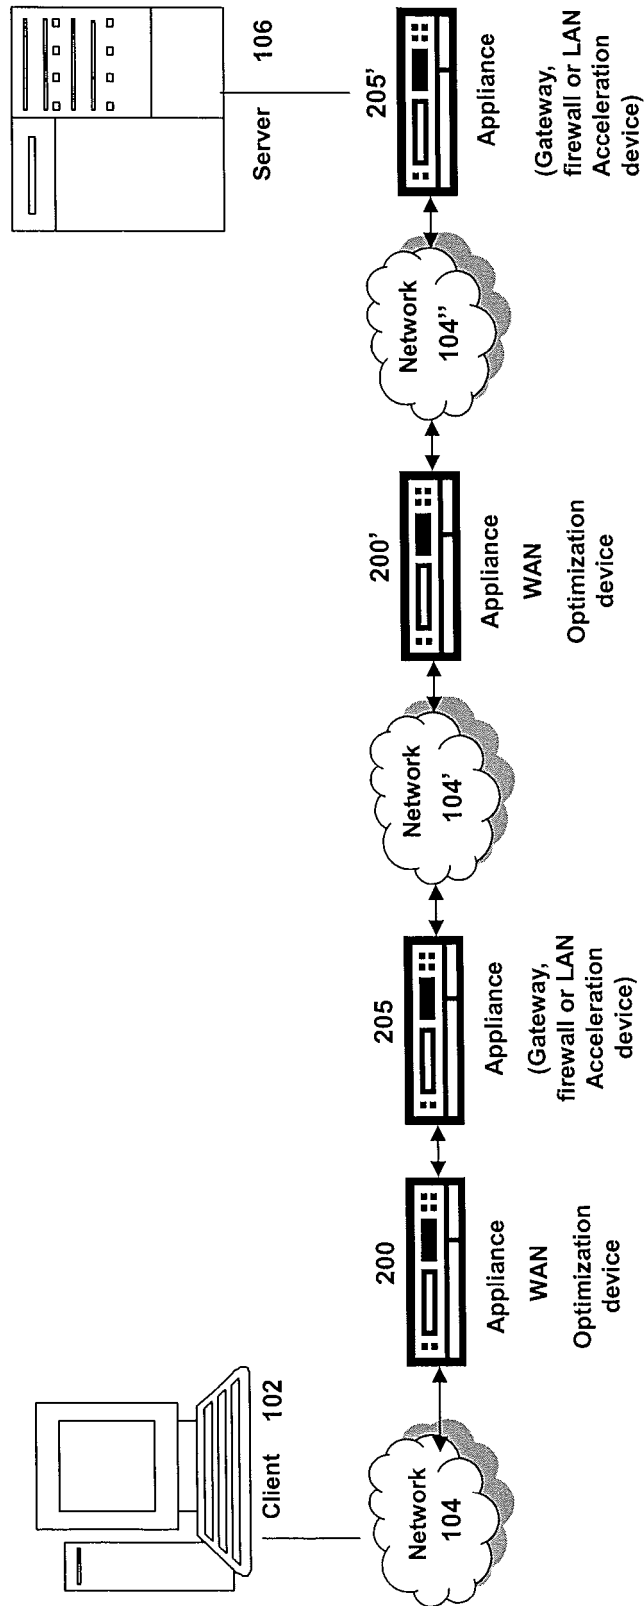 Client 102
Server 106
Network
104
200
Appliance
WAN
Optimization
device
205
Appliance
(Gateway,
firewall or LAN
Acceleration
device)
Network
104'
200'
Appliance
WAN
Optimization
device
Network
104''
205'
Appliance
(Gateway,
firewall or LAN
Acceleration
device)